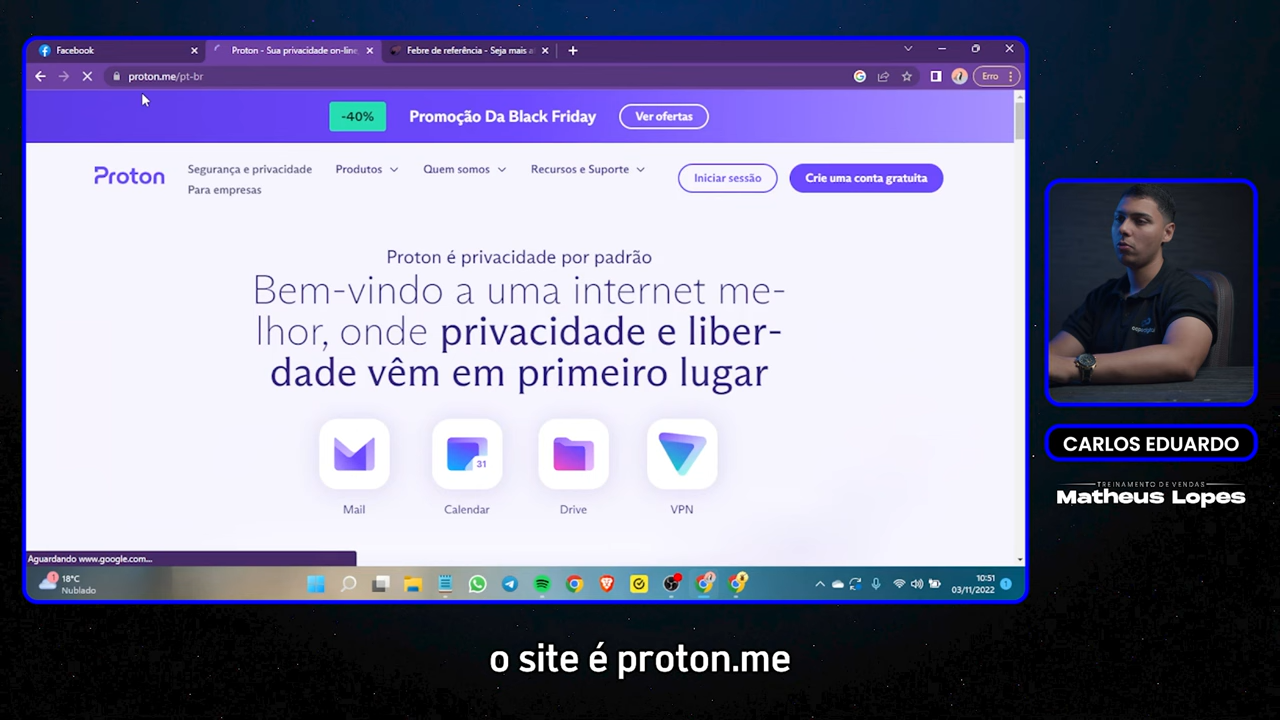 Facebook
Proton - Sua privacidade on-line,
Febre de referência - Seja mais a
proton.me/pt-br
Erro
-40%
Promoção Da Black Friday
Ver ofertas
Proton
Segurança e privacidade
Produtos
Quem somos
Recursos e Suporte
Para empresas
Iniciar sessão
Crie uma conta gratuita
Proton é privacidade por padrão
Bem-vindo a uma internet me-
lhor, onde privacidade e liber-
dade vêm em primeiro lugar
31
Mail
Calendar
Drive
VPN
Aguardando www.google.com...
1
18°C
Nublado
10:51
03/11/2022
1
CARLOS EDUARDO
TREINAMENTO DE VENDAS
Matheus Lopes
o site é proton.me